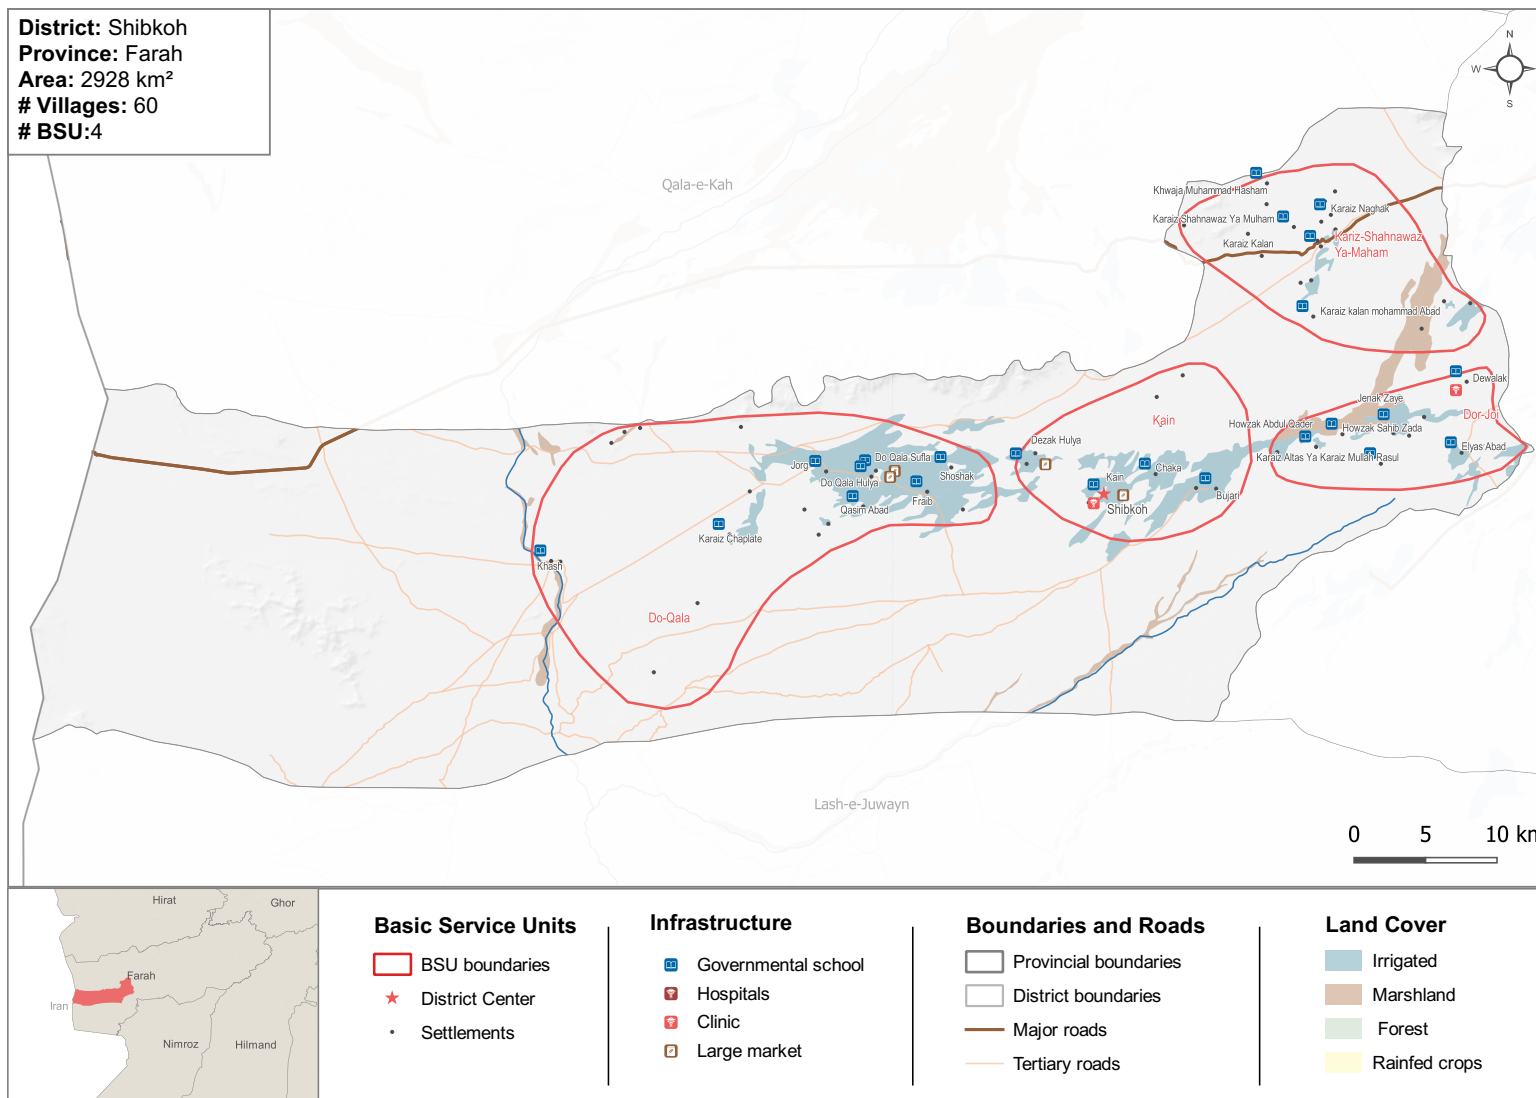 District: Shibkoh
Province: Farah
Area: 2928 km²
# Villages: 60
# BSU:4
N
W
S
Qala-e-Kah
Khwaja Muhammad Hasham
Karaiz Naghak
Karaiz Shahnawaz Ya Mulham
Karaiz Kalan
Kariz-Shahnawaz
Ya-Maham
Karaiz kalan mohammad Abad
Dewalak
Jenak Zaye
Dor-Joi
Kain
Howzak Abdul Qader
Howzak Sahib Zada
Elyas Abad
Karaiz Altas Ya Karaiz Mullah Rasul
Dezak Hulya
Do Qala Sufla
Jorg
Chaka
Shoshak
Do Qala Hulya
Kain
Bujari
Fraib
Qasim Abad
Shibkoh
Karaiz Chaplate
Khash
Do-Qala
Lash-e-Juwayn
0 5 10 km
Hirat
Ghor
Farah
Iran
Nimroz
Hilmand
Basic Service Units
BSU boundaries
District Center
Settlements
Infrastructure
Governmental school
Hospitals
Clinic
Large market
Boundaries and Roads
Provincial boundaries
District boundaries
Major roads
Tertiary roads
Land Cover
Irrigated
Marshland
Forest
Rainfed crops